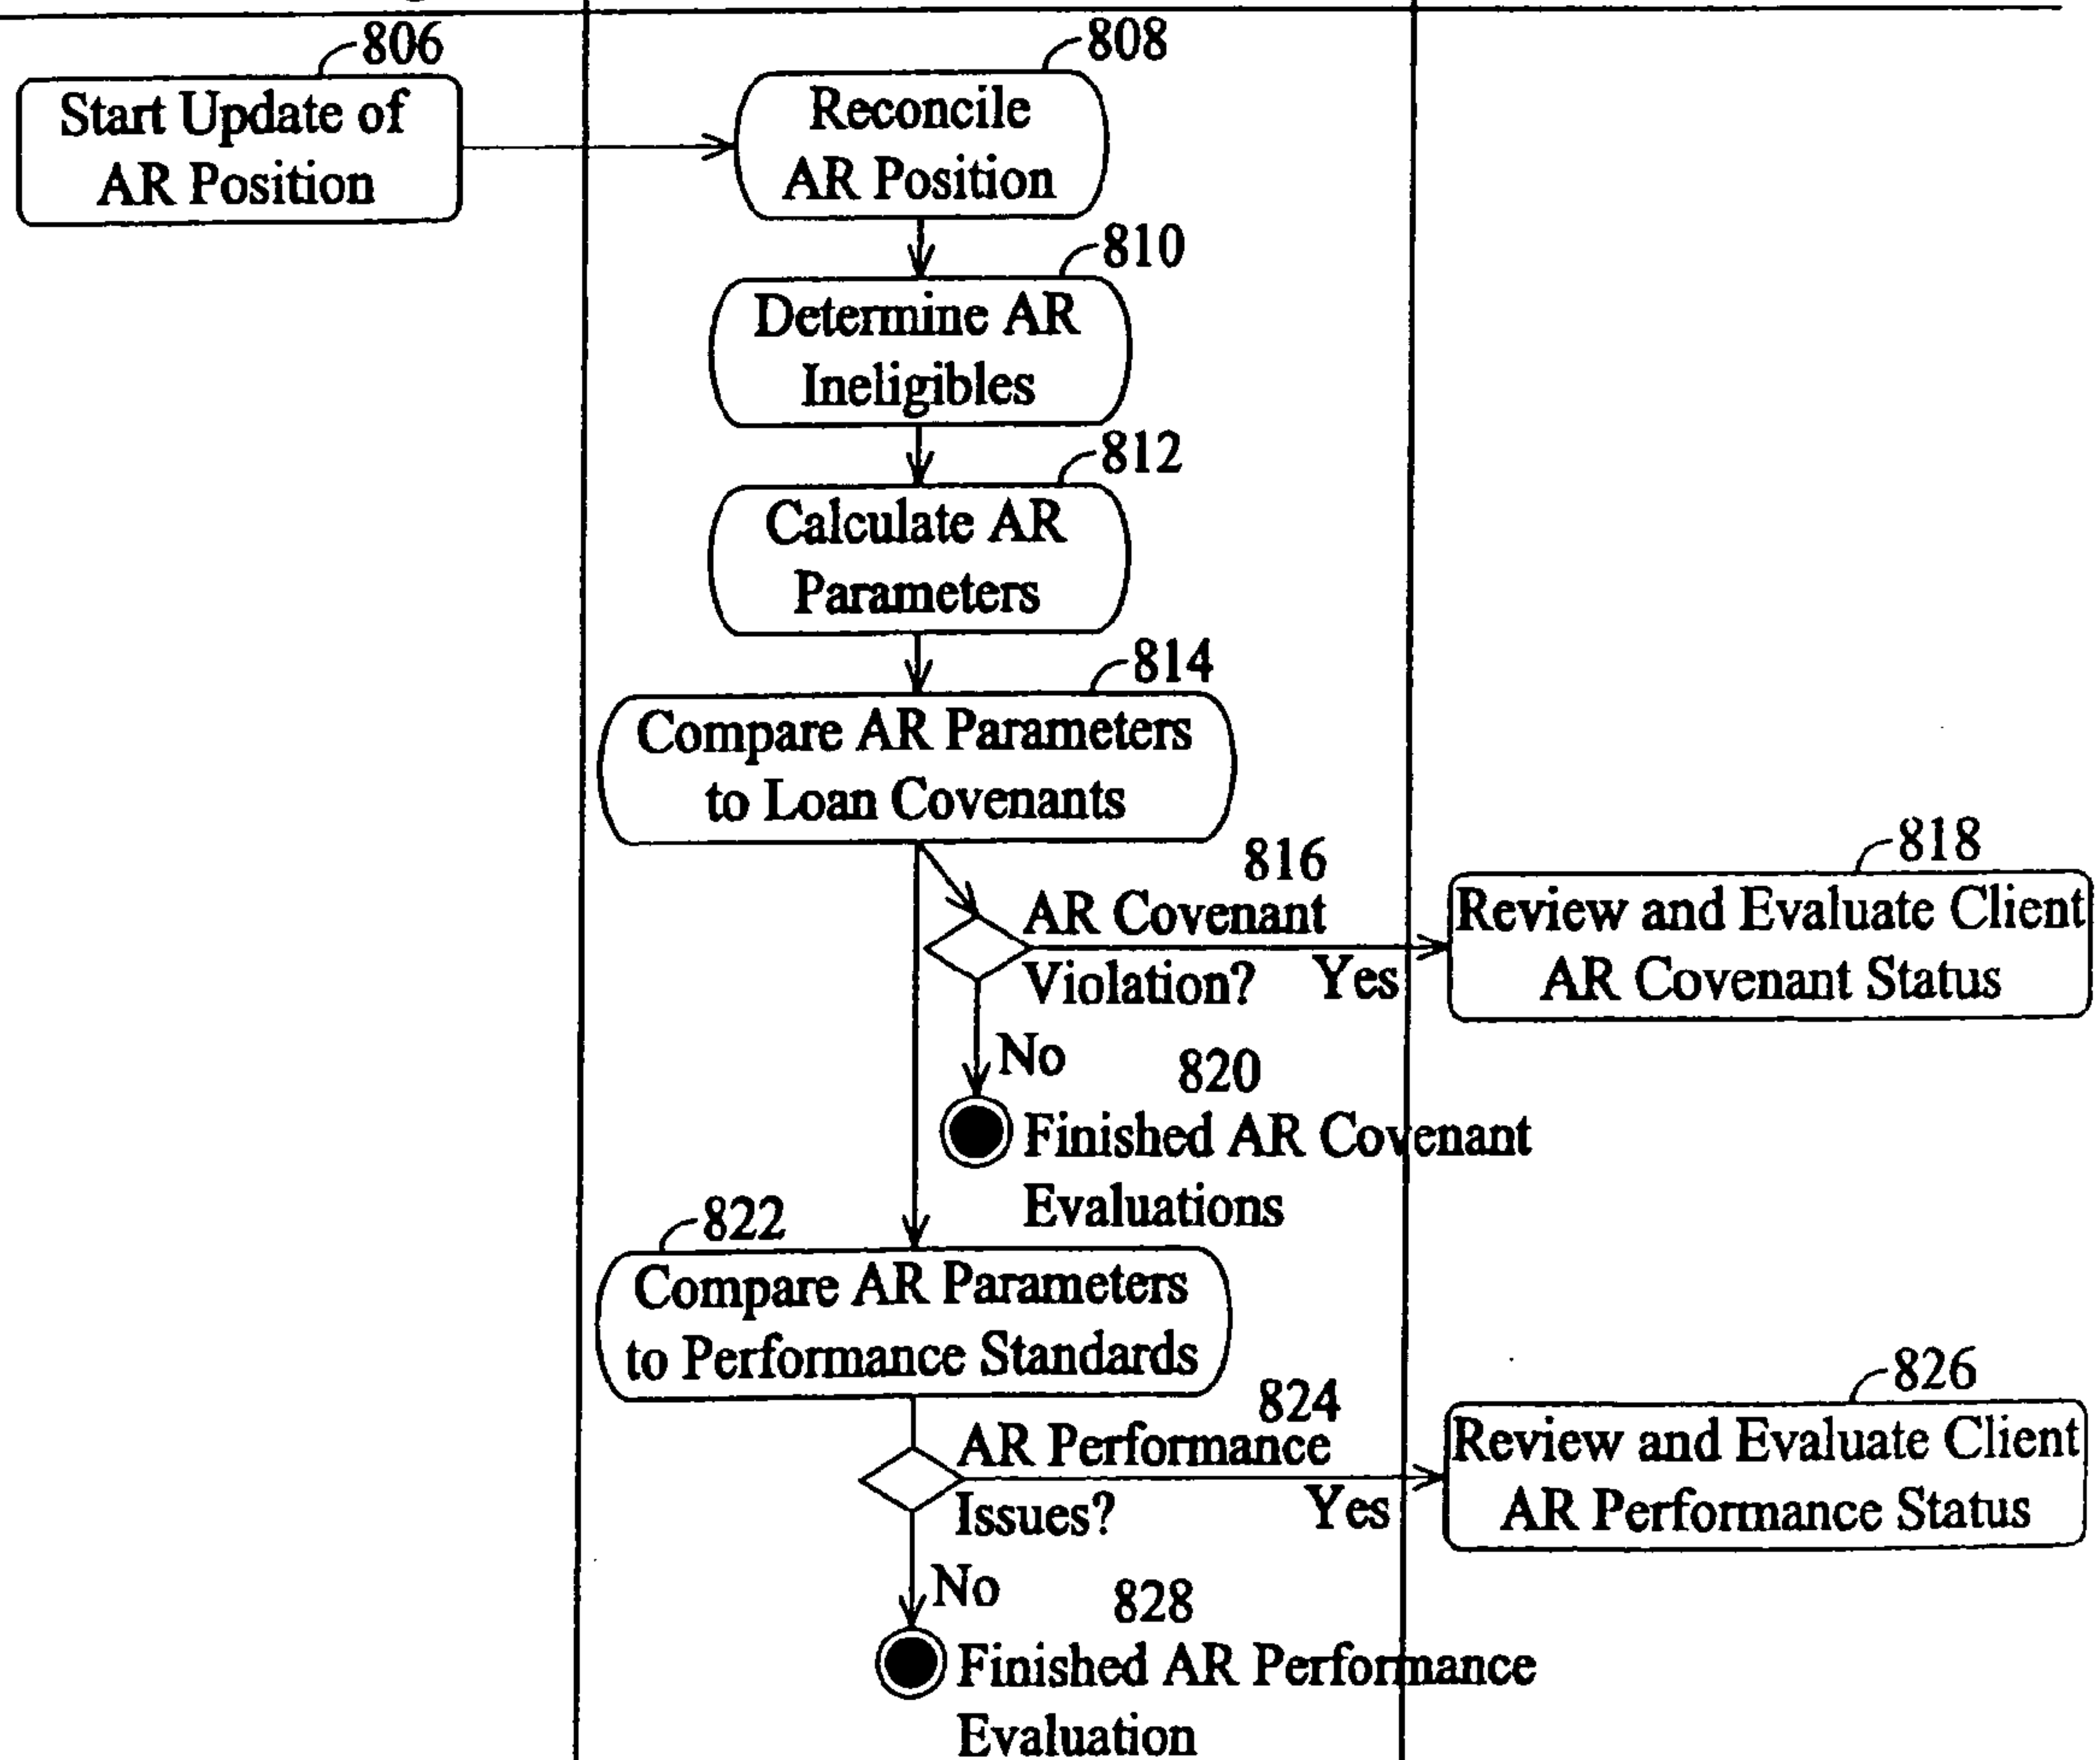 806
Start Update of
AR Position
808
Reconcile
AR Position
810
Determine AR
Ineligibles
812
Calculate AR
Parameters
814
Compare AR Parameters
to Loan Covenants
816
AR Covenant
Violation? Yes
818
Review and Evaluate Client
AR Covenant Status
No
820
Finished AR Covenant
Evaluations
822
Compare AR Parameters
to Performance Standards
824
AR Performance
Issues? Yes
826
Review and Evaluate Client
AR Performance Status
No
828
Finished AR Performance
Evaluation